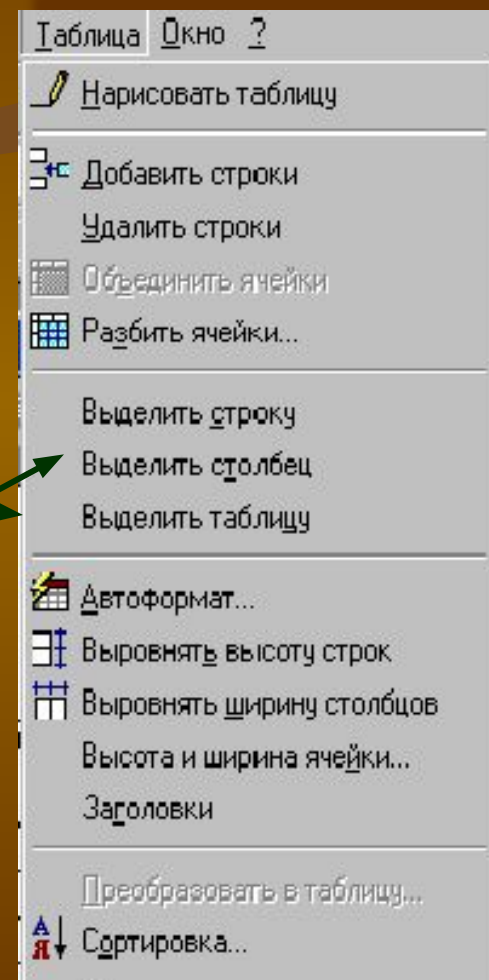 Таблица Окно ?
Нарисовать таблицу
Добавить строки
Удалить строки
Объединить ячейки
Разбить ячейки...
Выделить строку
Выделить столбец
Выделить таблицу
Автоформат...
Выровнять высоту строк
Выровнять ширину столбцов
Высота и ширина ячейки...
Заголовки
Преобразовать в таблицу...
Сортировка...